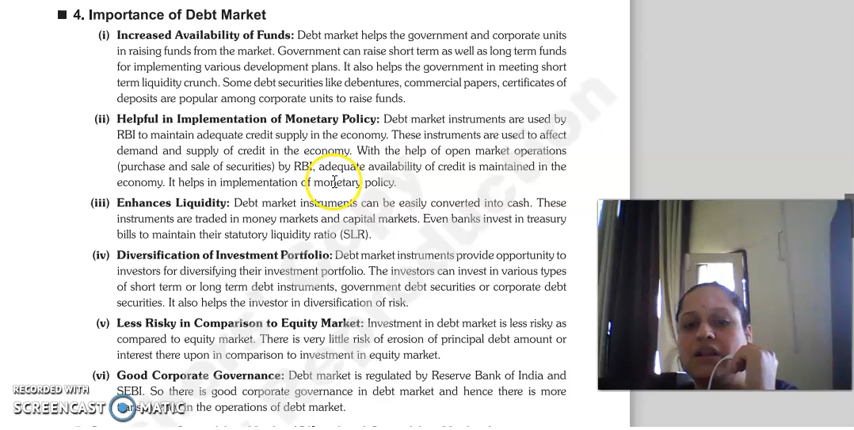 ■ 4. Importance of Debt Market
(i) Increased Availability of Funds: Debt market helps the government and corporate units
in raising funds from the market. Government can raise short term as well as long term funds
for implementing various development plans. It also helps the government in meeting short
term liquidity crunch. Some debt securities like debentures, commercial papers, certificates of
deposits are popular among corporate units to raise funds.
(ii) Helpful in Implementation of Monetary Policy: Debt market instruments are used by
RBI to maintain adequate credit supply in the economy. These instruments are used to affect
demand and supply of credit in the economy. With the help of open market operations
(purchase and sale of securities) by RBI, adequate availability of credit is maintained in the
economy. It helps in implementation of monetary policy.
(iii) Enhances Liquidity: Debt market instruments can be easily converted into cash. These
instruments are traded in money markets and capital markets. Even banks invest in treasury
bills to maintain their statutory liquidity ratio (SLR).
(iv) Diversification of Investment Portfolio: Debt market instruments provide opportunity to
investors for diversifying their investment portfolio. The investors can invest in various types
of short term or long term debt instruments, government debt securities or corporate debt
securities. It also helps the investor in diversification of risk.
(v) Less Risky in Comparison to Equity Market: Investment in debt market is less risky as
compared to equity market. There is very little risk of erosion of principal debt amount or
interest there upon in comparison to investment in equity market.
(vi) Good Corporate Governance: Debt market is regulated by Reserve Bank of India and
SEBI. So there is good corporate governance in debt market and hence there is more
in the operations of debt market.
RECORDED WITH
SCREENCAST MATIC